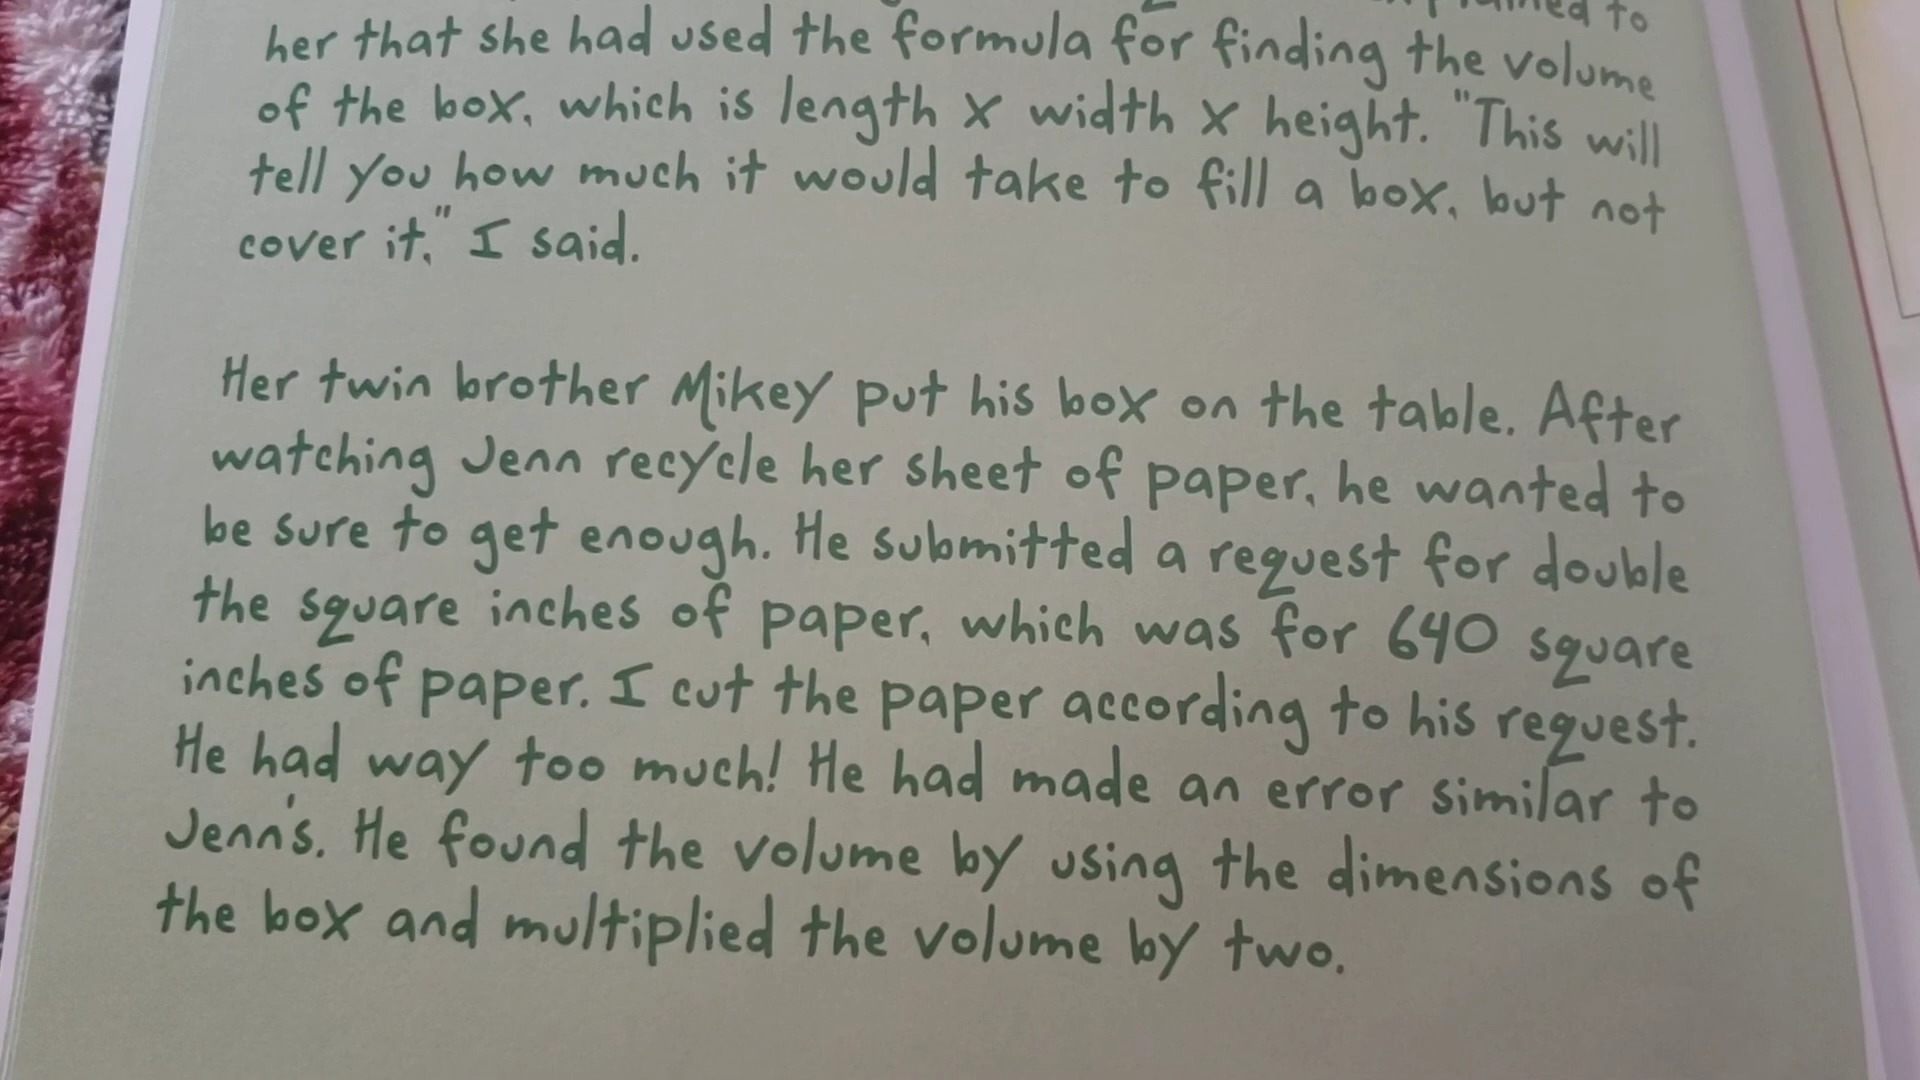 to
her that she had used the formula for finding the volume
of the box, which is length x width x height. "This will
tell you how much it would take to fill a box, but not
cover it," I said.
Her twin brother Mikey put his box on the table. After
watching Jenn recycle her sheet of paper, he wanted to
be sure to get enough. He submitted a request for double
the square inches of paper, which was for 640 square
inches of paper. I cut the paper according to his request.
He had way too much! He had made an error similar to
Jenn's. He found the volume by using the dimensions of
the box and multiplied the volume by two.